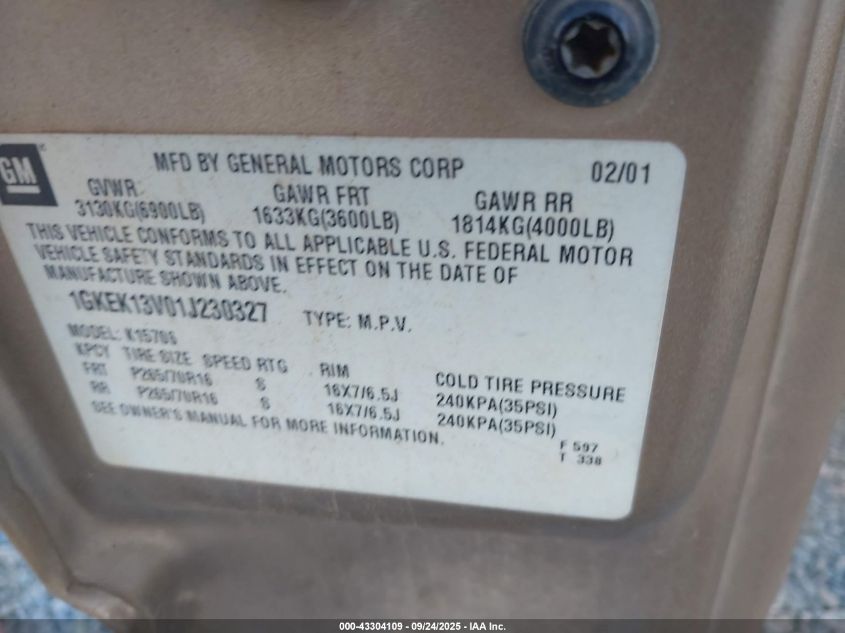 GM
MFD BY GENERAL MOTORS CORP 02/01
GVWR GAWR FRT GAWR RR
3130KG(6900LB) 1633KG(3600LB) 1814KG(4000LB)
THIS VEHICLE CONFORMS TO ALL APPLICABLE U.S. FEDERAL MOTOR
VEHICLE SAFETY STANDARDS IN EFFECT ON THE DATE OF
MANUFACTURE SHOWN ABOVE.
1GKEK13V01J230327 TYPE: M.P.V.
MODEL: K15706
KPCY TIRE SIZE SPEED RTG RIM COLD TIRE PRESSURE
FRT P265/70R16 S 16X7/6.5J 240KPA(35PSI)
RR P265/70R16 S 16X7/6.5J 240KPA(35PSI)
SEE OWNER'S MANUAL FOR MORE INFORMATION.
F 597
T 338
000-43304109 - 09/24/2025 - IAA Inc.